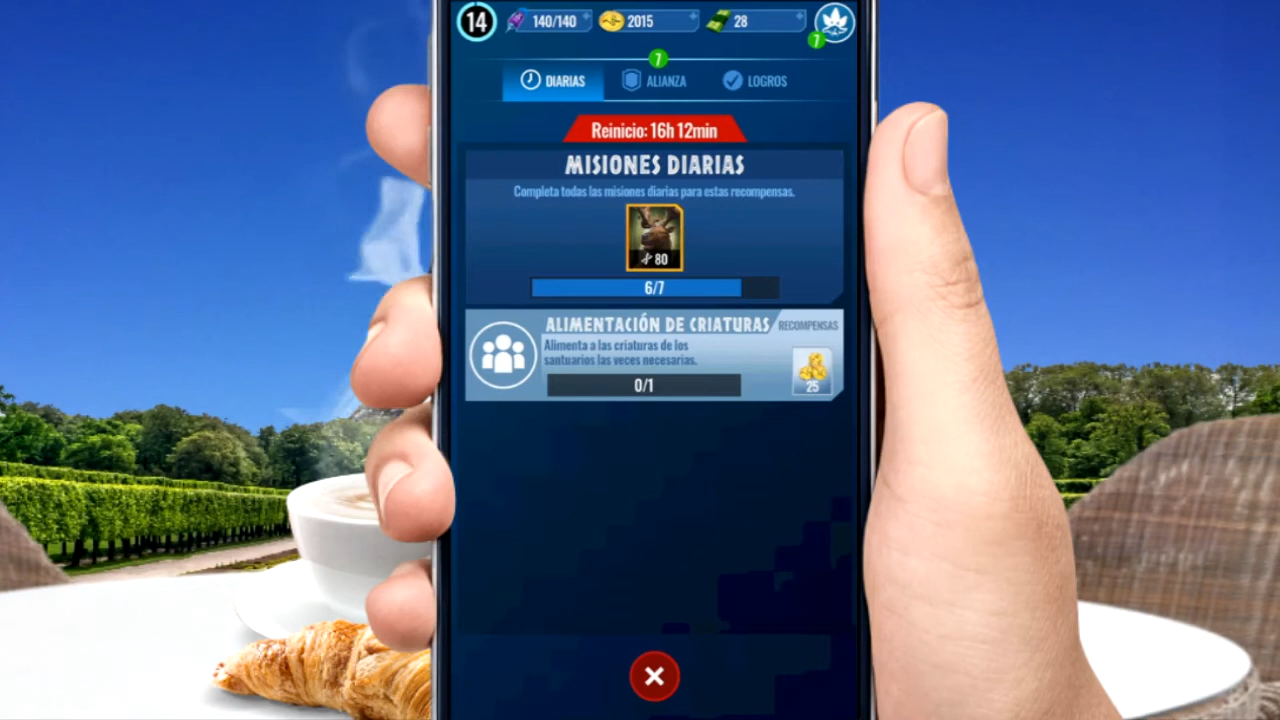 14
140/140
2015
28
7
7
DIARIAS
ALIANZA
LOGROS
Reinicio: 16h 12min
MISIONES DIARIAS
Completa todas las misiones diarias para estas recompensas.
80
6/7
ALIMENTACIÓN DE CRIATURAS
RECOMPENSAS
Alimenta a las criaturas de los
santuarios las veces necesarias.
0/1
25